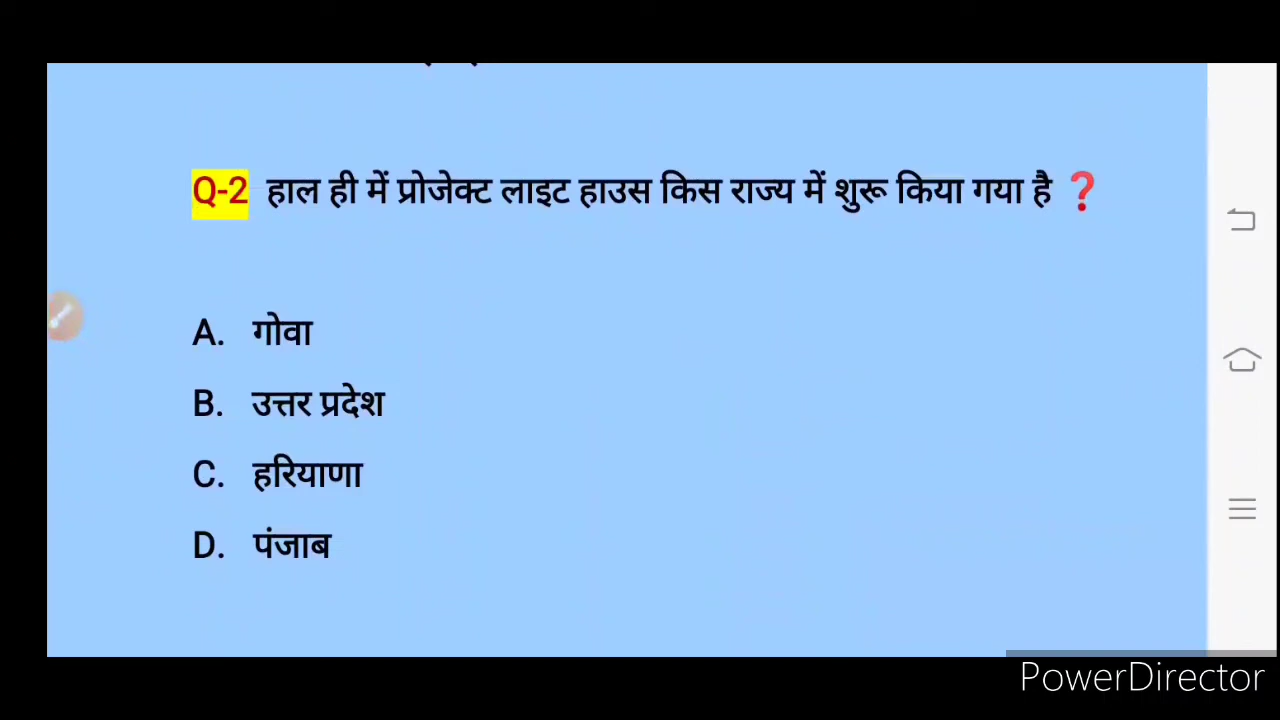 Q-2 हाल ही में प्रोजेक्ट लाइट हाउस किस राज्य में शुरू किया गया है ❓
A. गोवा
B. उत्तर प्रदेश
C. हरियाणा
D. पंजाब
PowerDirector